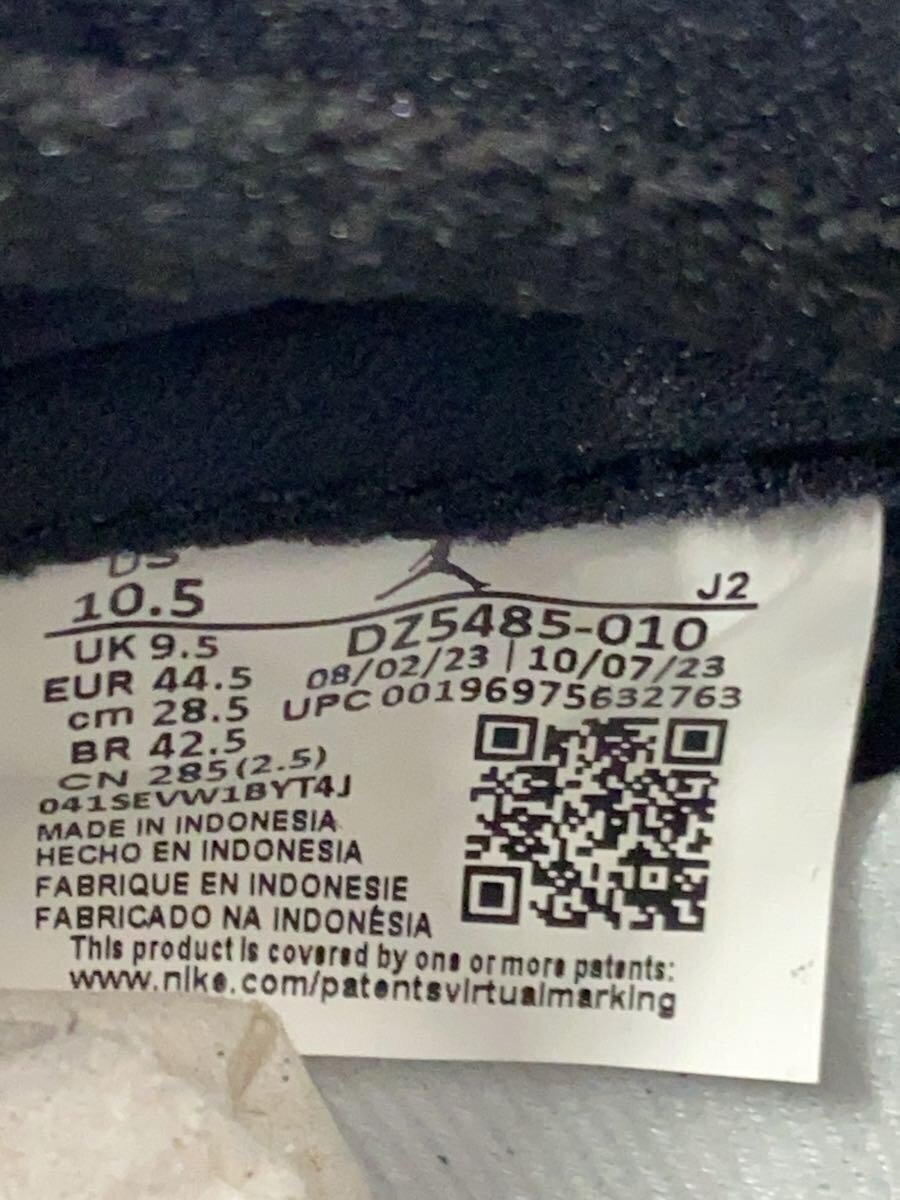 US
10.5
UK 9.5
EUR 44.5
cm 28.5
BR 42.5
CN 285(2.5)
041SEVW1BYT4J
J2
DZ5485-010
08/02/23 | 10/07/23
UPC 00196975632763
MADE IN INDONESIA
HECHO EN INDONESIA
FABRIQUE EN INDONESIE
FABRICADO NA INDONÉSIA
This product is covered by one or more patents:
www.nike.com/patentsvirtualmarking